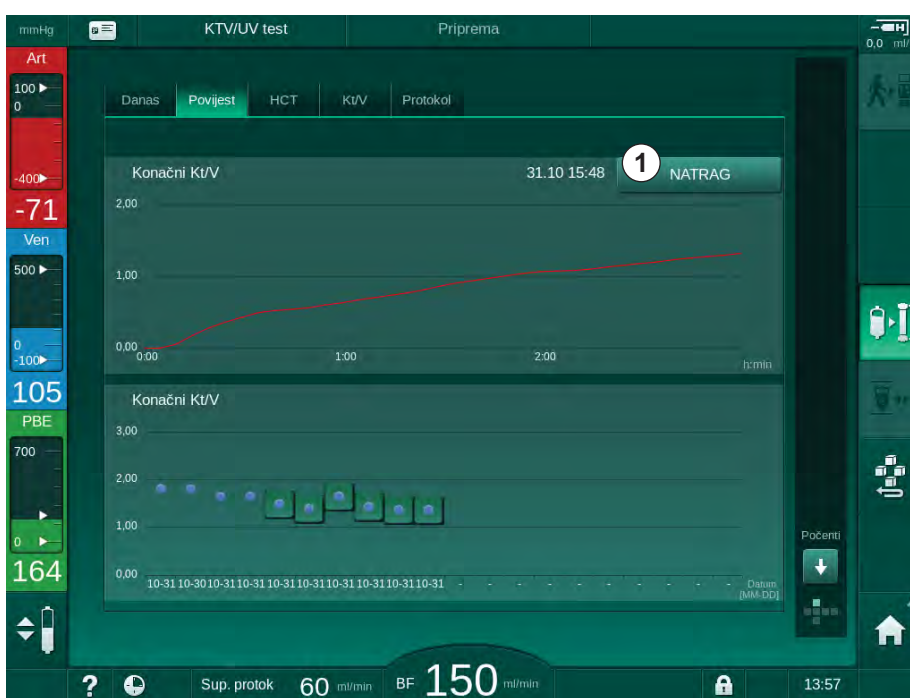 mmHg
KTV/UV test
Priprema
0,0 ml/
Art
100
0
-400
-71
Ven
500
0
-100
105
PBE
700
0
164
Danas Povijest HCT Kt/V Protokol
Konačni Kt/V 31.10 15:48 1 NATRAG
2,00
1,00
0,00
0:00 1:00 2:00 h:min
Konačni Kt/V
3,00
2,00
1,00
0,00
10-31 10-30 10-31 10-31 10-31 10-31 10-31 10-31 10-31 10-31 - - - - - - - - - - Datum
[MM-DD]
Početni
? Sup. protok 60 ml/min BF 150 ml/min 13:57